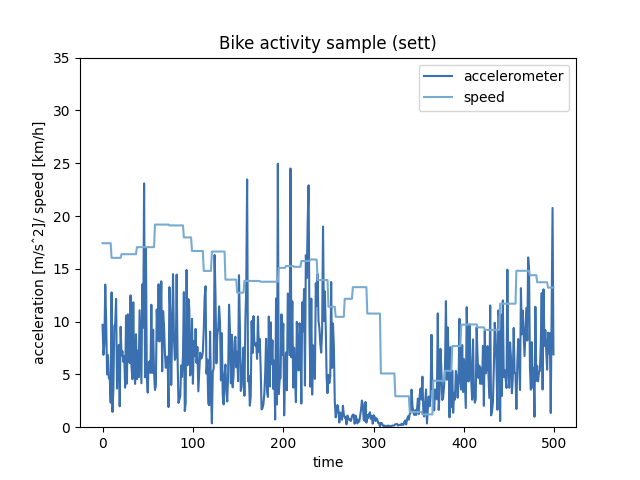 Bike activity sample (sett)
accelerometer
speed
acceleration [m/s^2]/ speed [km/h]
35
30
25
20
15
10
5
0
0 100 200 300 400 500
time